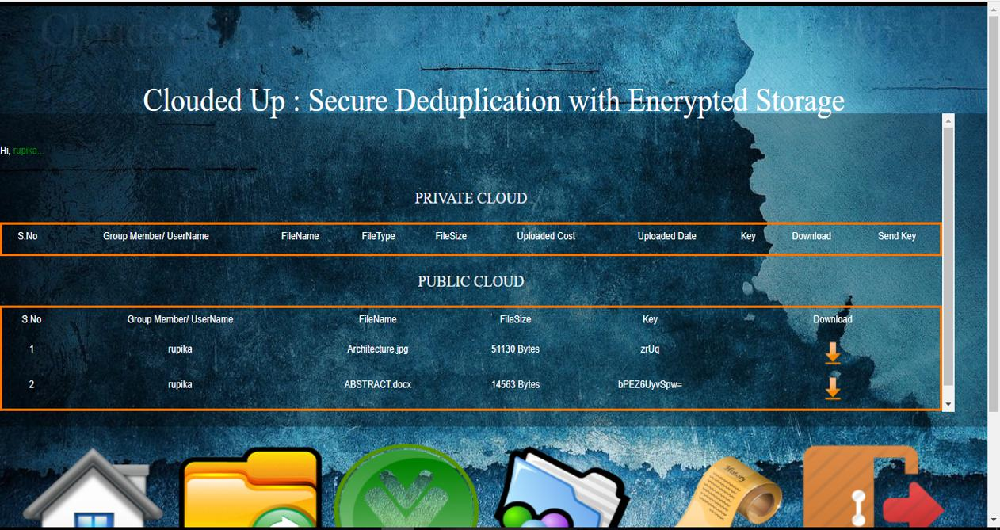 Clouded Up : Secure Deduplication with Encrypted Storage
Hi, rupika...
PRIVATE CLOUD
S.No Group Member/ UserName FileName FileType FileSize Uploaded Cost Uploaded Date Key Download Send Key
PUBLIC CLOUD
S.No Group Member/ UserName FileName FileSize Key Download
1 rupika Architecture.jpg 51130 Bytes zrUq
2 rupika ABSTRACT.docx 14563 Bytes bPEZ6UyvSpw=
History